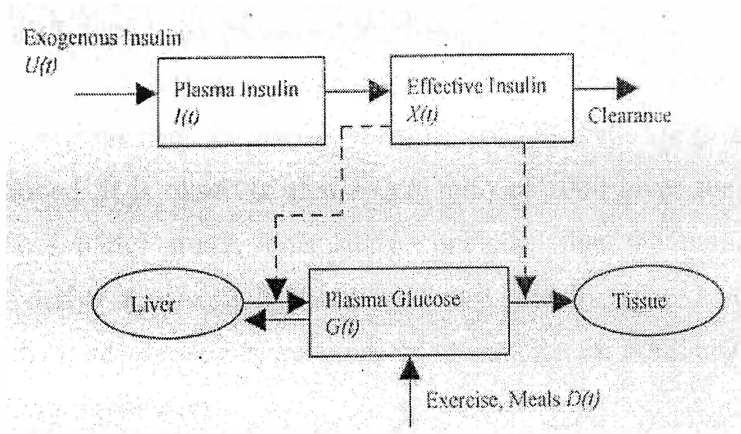 Exogenous Insulin
U(t)
Plasma Insulin
I(t)
Effective Insulin
X(t)
Clearance
Liver
Plasma Glucose
G(t)
Tissue
Exercise, Meals D(t)